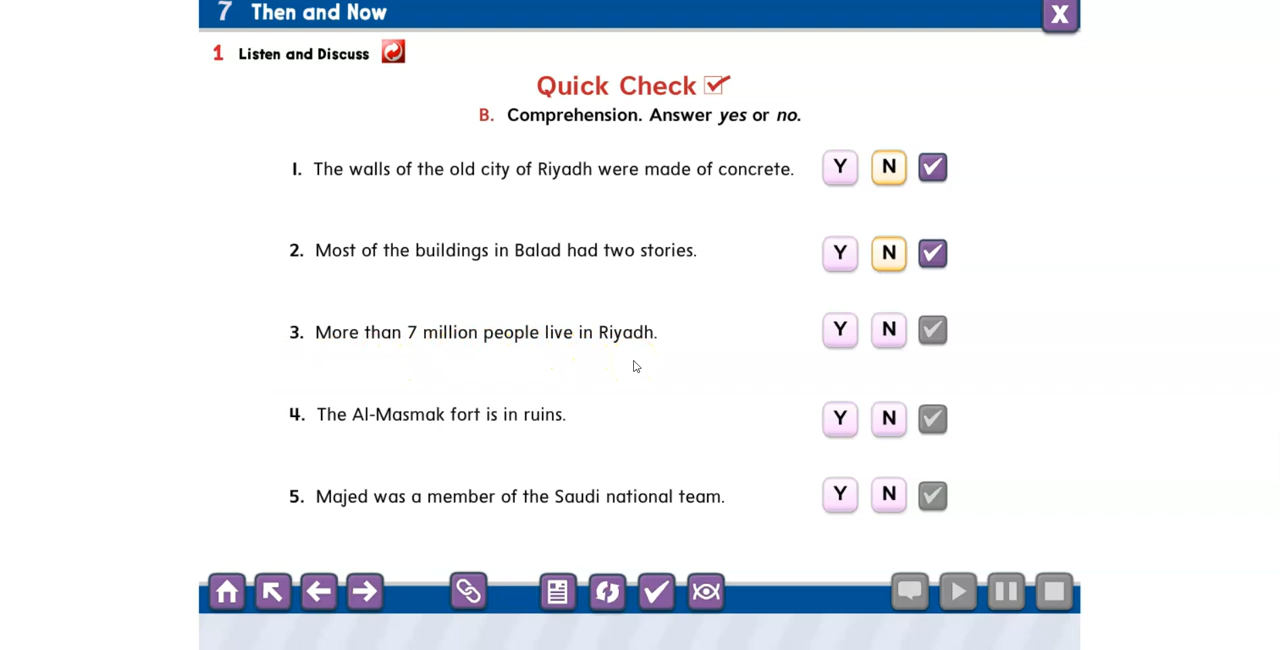 7 Then and Now
X
1 Listen and Discuss
Quick Check
B. Comprehension. Answer yes or no.
1. The walls of the old city of Riyadh were made of concrete. Y N
2. Most of the buildings in Balad had two stories. Y N
3. More than 7 million people live in Riyadh. Y N
4. The Al-Masmak fort is in ruins. Y N
5. Majed was a member of the Saudi national team. Y N